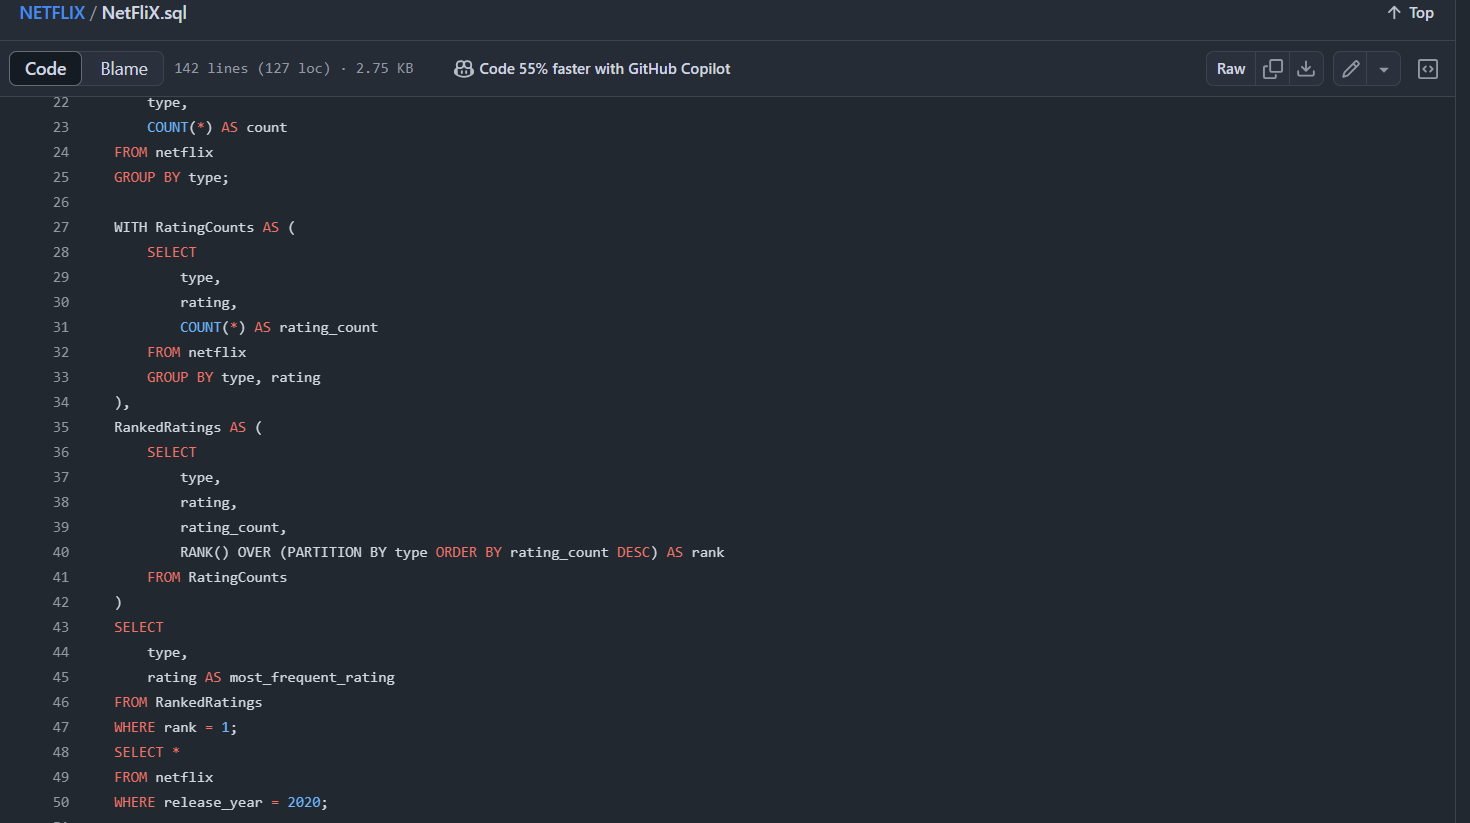 NETFLIX / NetFliX.sql
Top
Code Blame 142 lines (127 loc) · 2.75 KB Code 55% faster with GitHub Copilot Raw
22 type,
23 COUNT(*) AS count
24 FROM netflix
25 GROUP BY type;
26
27 WITH RatingCounts AS (
28 SELECT
29 type,
30 rating,
31 COUNT(*) AS rating_count
32 FROM netflix
33 GROUP BY type, rating
34 ),
35 RankedRatings AS (
36 SELECT
37 type,
38 rating,
39 rating_count,
40 RANK() OVER (PARTITION BY type ORDER BY rating_count DESC) AS rank
41 FROM RatingCounts
42 )
43 SELECT
44 type,
45 rating AS most_frequent_rating
46 FROM RankedRatings
47 WHERE rank = 1;
48 SELECT *
49 FROM netflix
50 WHERE release_year = 2020;